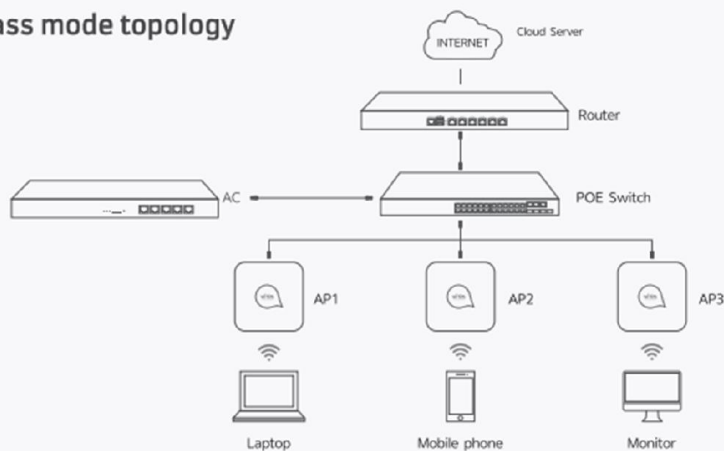 ass mode topology
INTERNET
Cloud Server
Router
AC
POE Switch
AP1
AP2
AP3
Laptop
Mobile phone
Monitor